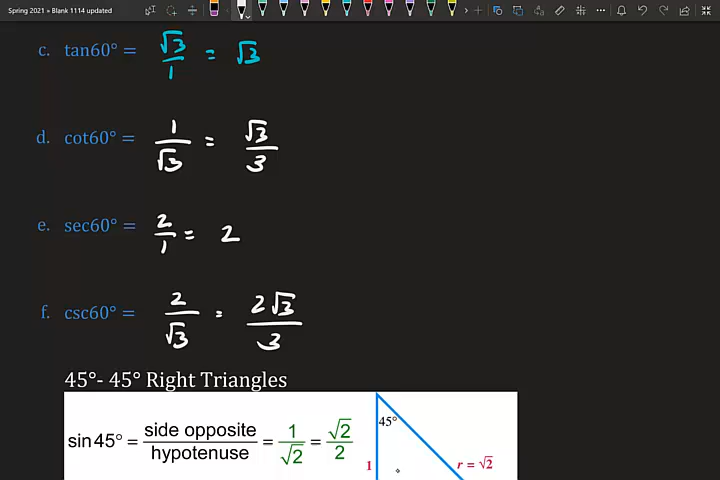 Spring 2021 » Blank 1114 updated
c. tan60° = √3/1 = √3
d. cot60° = 1/√3 = √3/3
e. sec60° = 2/1 = 2
f. csc60° = 2/√3 = 2√3/3
45°- 45° Right Triangles
sin 45° = side opposite/hypotenuse = 1/√2 = √2/2
45°
1
r = √2